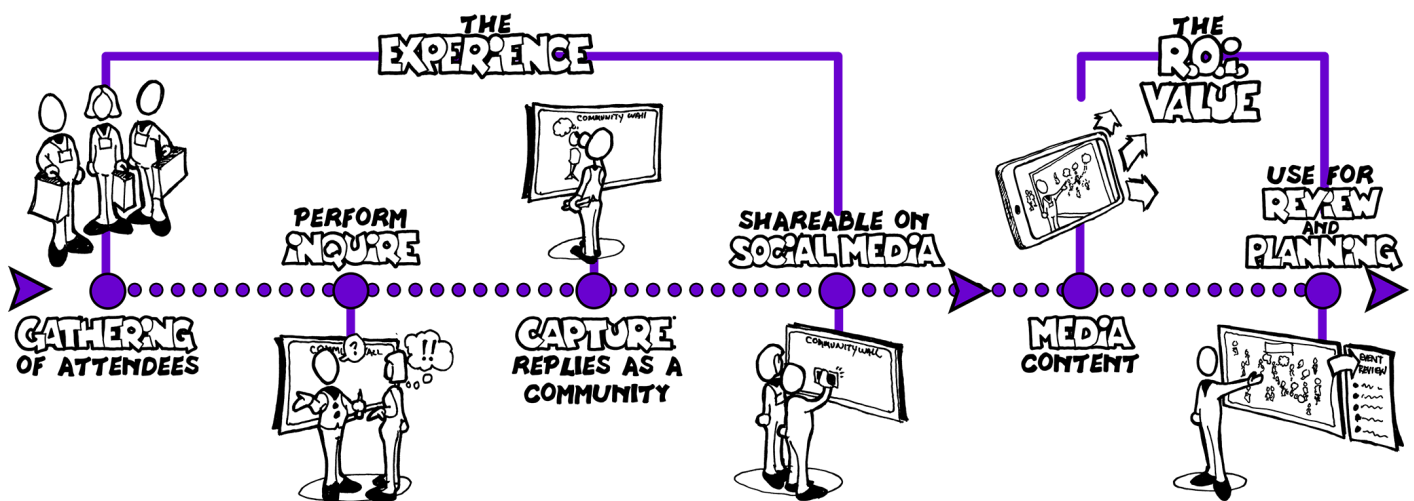 THE
EXPERIENCE
THE
R.O.i.
VALUE
COMMUNITY WALL
PERFORM
INQUIRE
SHAREABLE ON
SOCIAL MEDIA
USE FOR
REVIEW
AND
PLANNING
GATHERING
OF ATTENDEES
?
!!
CAPTURE
REPLIES AS A
COMMUNITY
COMMUNITY WALL
MEDiA
CONTENT
EVENT
REVIEW